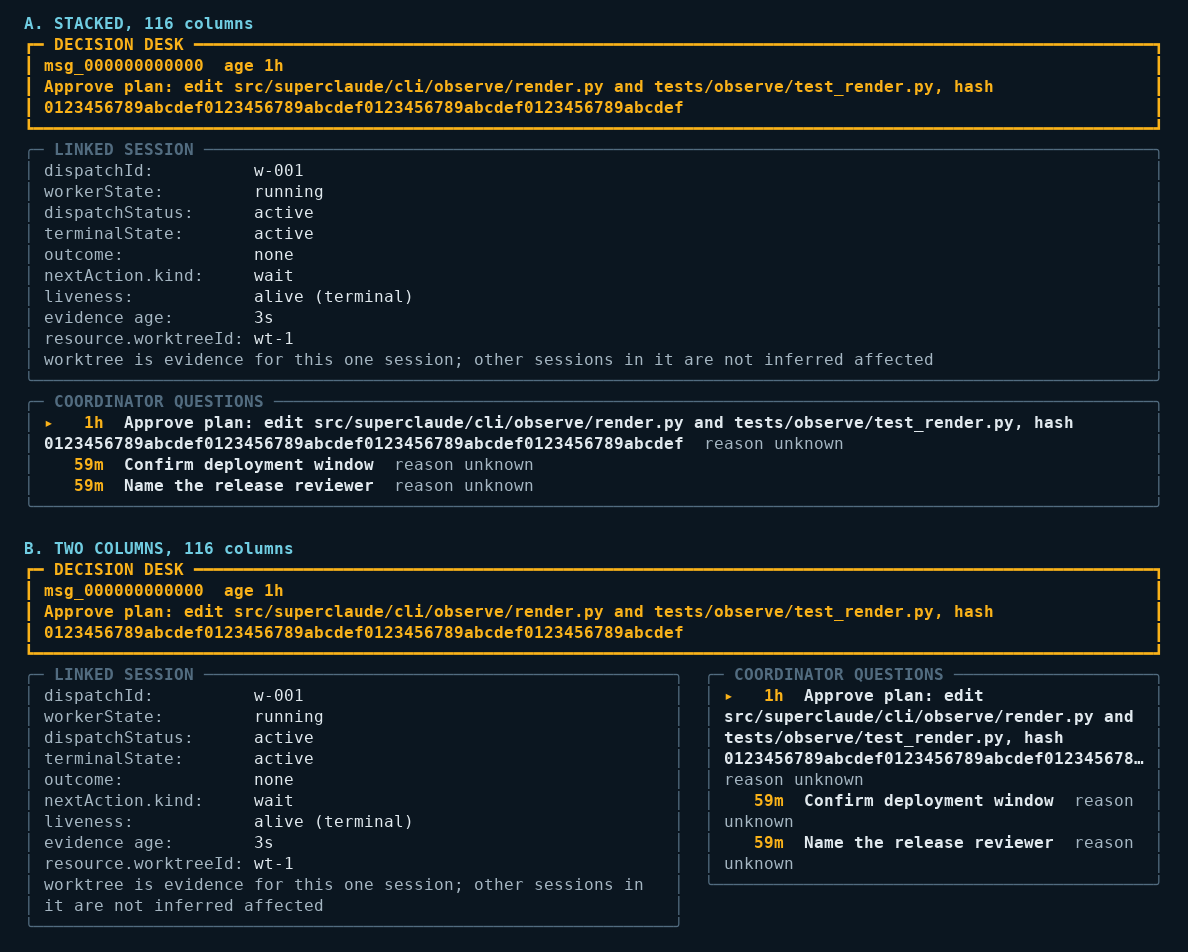 A. STACKED, 116 columns
DECISION DESK
msg_000000000000  age 1h
Approve plan: edit src/superclaude/cli/observe/render.py and tests/observe/test_render.py, hash
0123456789abcdef0123456789abcdef0123456789abcdef0123456789abcdef
LINKED SESSION
dispatchId:          w-001
workerState:         running
dispatchStatus:      active
terminalState:       active
outcome:             none
nextAction.kind:     wait
liveness:            alive (terminal)
evidence age:        3s
resource.worktreeId: wt-1
worktree is evidence for this one session; other sessions in it are not inferred affected
COORDINATOR QUESTIONS
▸   1h  Approve plan: edit src/superclaude/cli/observe/render.py and tests/observe/test_render.py, hash
0123456789abcdef0123456789abcdef0123456789abcdef0123456789abcdef  reason unknown
59m  Confirm deployment window  reason unknown
59m  Name the release reviewer  reason unknown
B. TWO COLUMNS, 116 columns
DECISION DESK
msg_000000000000  age 1h
Approve plan: edit src/superclaude/cli/observe/render.py and tests/observe/test_render.py, hash
0123456789abcdef0123456789abcdef0123456789abcdef0123456789abcdef
LINKED SESSION
dispatchId:          w-001
workerState:         running
dispatchStatus:      active
terminalState:       active
outcome:             none
nextAction.kind:     wait
liveness:            alive (terminal)
evidence age:        3s
resource.worktreeId: wt-1
worktree is evidence for this one session; other sessions in
it are not inferred affected
COORDINATOR QUESTIONS
▸   1h  Approve plan: edit
src/superclaude/cli/observe/render.py and
tests/observe/test_render.py, hash
0123456789abcdef0123456789abcdef012345678…
reason unknown
59m  Confirm deployment window  reason
unknown
59m  Name the release reviewer  reason
unknown